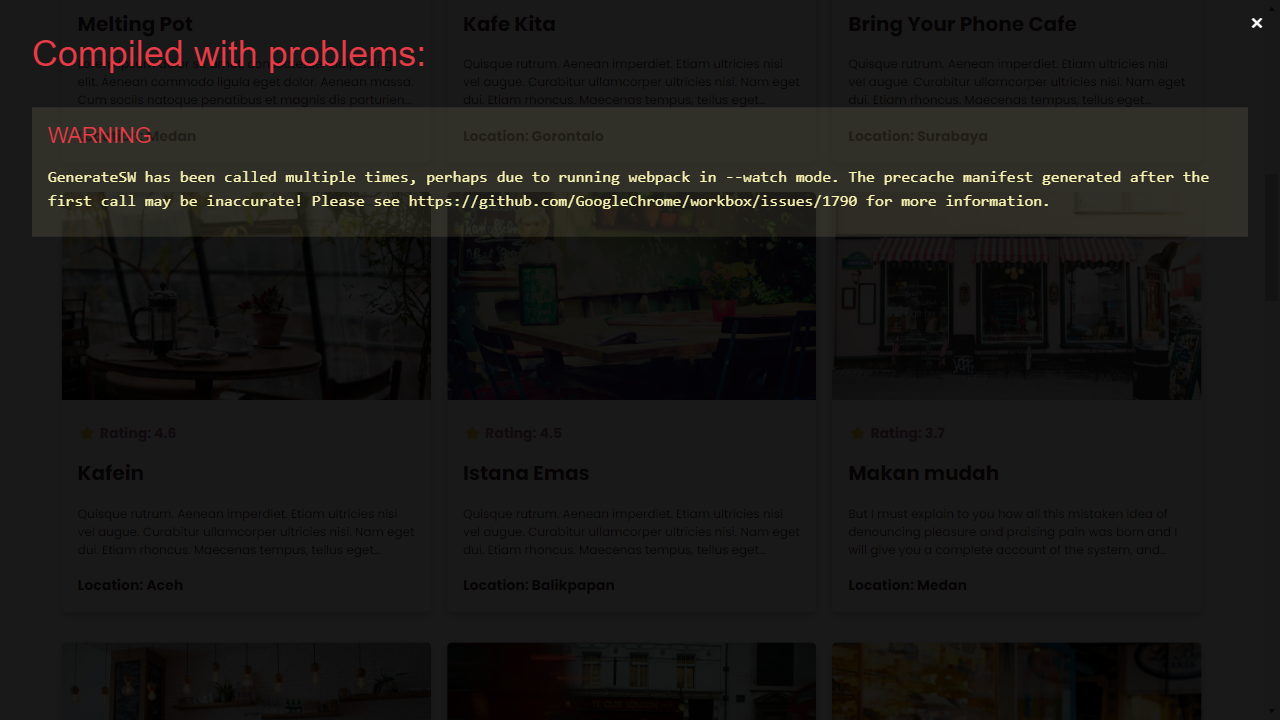 Melting Pot
Kafe Kita
Bring Your Phone Cafe
×
Compiled with problems:
elit. Aenean commodo ligula eget dolor. Aenean massa.
Cum sociis natoque penatibus et magnis dis parturien...
Quisque rutrum. Aenean imperdiet. Etiam ultricies nisi
vel augue. Curabitur ullamcorper ultricies nisi. Nam eget
dui. Etiam rhoncus. Maecenas tempus, tellus eget...
Quisque rutrum. Aenean imperdiet. Etiam ultricies nisi
vel augue. Curabitur ullamcorper ultricies nisi. Nam eget
dui. Etiam rhoncus. Maecenas tempus, tellus eget...
WARNING
Medan
Location: Gorontalo
Location: Surabaya
GenerateSW has been called multiple times, perhaps due to running webpack in --watch mode. The precache manifest generated after the
first call may be inaccurate! Please see https://github.com/GoogleChrome/workbox/issues/1790 for more information.
Rating: 4.6
Kafein
Quisque rutrum. Aenean imperdiet. Etiam ultricies nisi
vel augue. Curabitur ullamcorper ultricies nisi. Nam eget
dui. Etiam rhoncus. Maecenas tempus, tellus eget...
Location: Aceh
Rating: 4.5
Istana Emas
Quisque rutrum. Aenean imperdiet. Etiam ultricies nisi
vel augue. Curabitur ullamcorper ultricies nisi. Nam eget
dui. Etiam rhoncus. Maecenas tempus, tellus eget...
Location: Balikpapan
Rating: 3.7
Makan mudah
But I must explain to you how all this mistaken idea of
denouncing pleasure and praising pain was born and I
will give you a complete account of the system, and...
Location: Medan